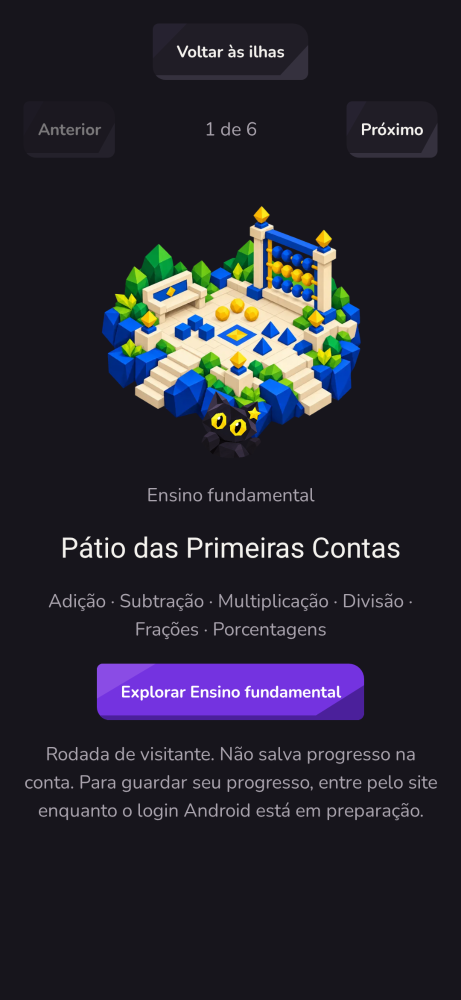 Voltar às ilhas
Anterior
1 de 6
Próximo
Ensino fundamental
Pátio das Primeiras Contas
Adição · Subtração · Multiplicação · Divisão ·
Frações · Porcentagens
Explorar Ensino fundamental
Rodada de visitante. Não salva progresso na
conta. Para guardar seu progresso, entre pelo site
enquanto o login Android está em preparação.